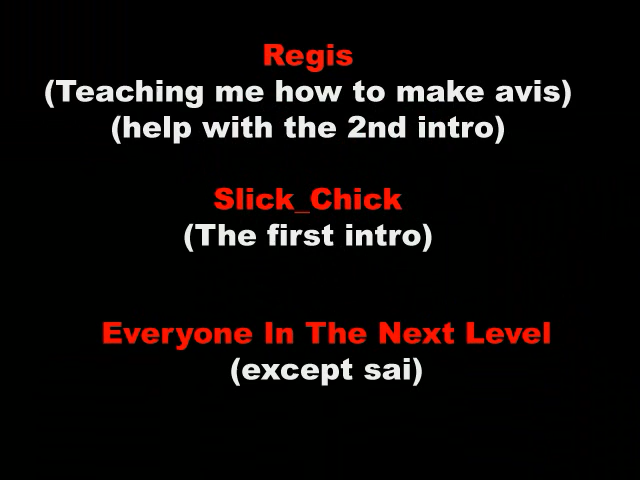 Regis
(Teaching me how to make avis)
(help with the 2nd intro)
Slick_Chick
(The first intro)
Everyone In The Next Level
(except sai)